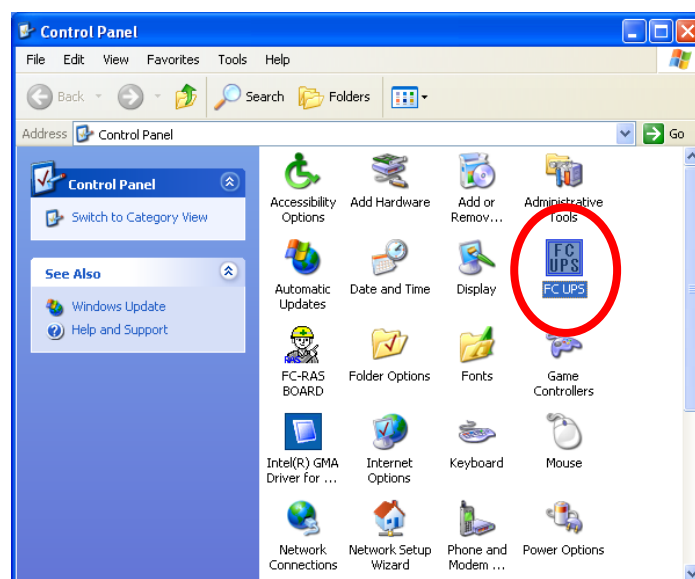 Control Panel
File Edit View Favorites Tools Help
Back Search Folders
Address Control Panel Go
Control Panel
Switch to Category View
See Also
Windows Update
Help and Support
Accessibility Options
Add Hardware
Add or Remov...
Administrative Tools
Automatic Updates
Date and Time
Display
FC UPS
FC UPS
RAS
FC-RAS BOARD
Folder Options
Fonts
Game Controllers
Intel(R) GMA Driver for ...
Internet Options
Keyboard
Mouse
Network Connections
Network Setup Wizard
Phone and Modem ...
Power Options